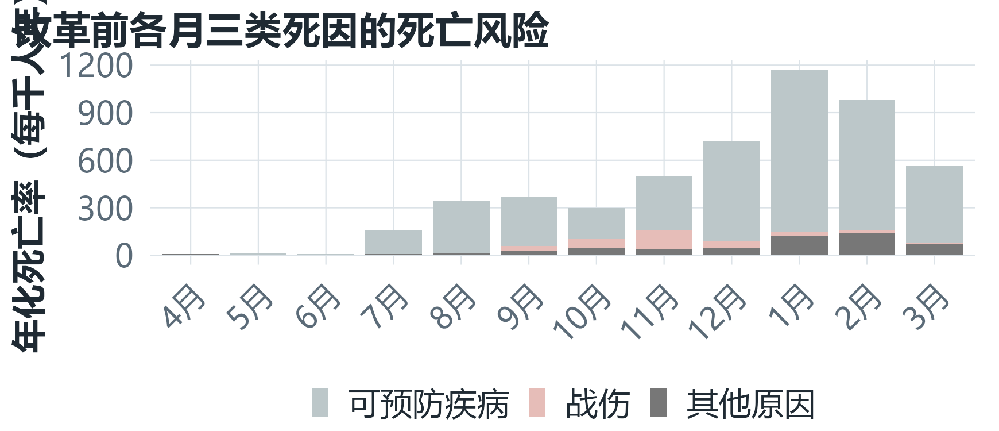 改革前各月三类死因的死亡风险
年化死亡率（每千人年）
1200
900
600
300
0
4月
5月
6月
7月
8月
9月
10月
11月
12月
1月
2月
3月
可预防疾病
战伤
其他原因